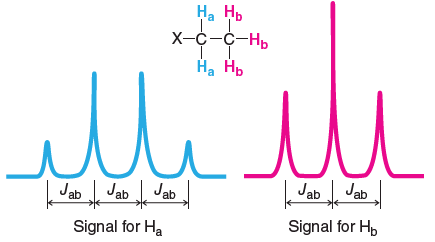 Ha Hb
X–C–C–Hb
Ha Hb
Jab Jab Jab Jab Jab
Signal for Ha Signal for Hb